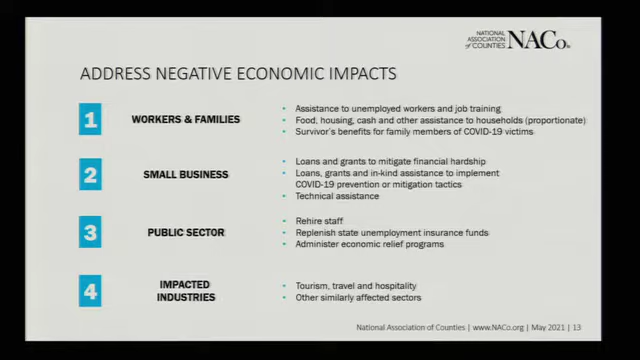 NATIONAL
ASSOCIATION
of COUNTIES
NACo
ADDRESS NEGATIVE ECONOMIC IMPACTS
1
WORKERS & FAMILIES
• Assistance to unemployed workers and job training
• Food, housing, cash and other assistance to households (proportionate)
• Survivor's benefits for family members of COVID-19 victims
2
SMALL BUSINESS
• Loans and grants to mitigate financial hardship
• Loans, grants and in-kind assistance to implement
COVID-19 prevention or mitigation tactics
• Technical assistance
3
PUBLIC SECTOR
• Rehire staff
• Replenish state unemployment insurance funds
• Administer economic relief programs
4
IMPACTED
INDUSTRIES
• Tourism, travel and hospitality
• Other similarly affected sectors
National Association of Counties | www.NACo.org | May 2021 | 13